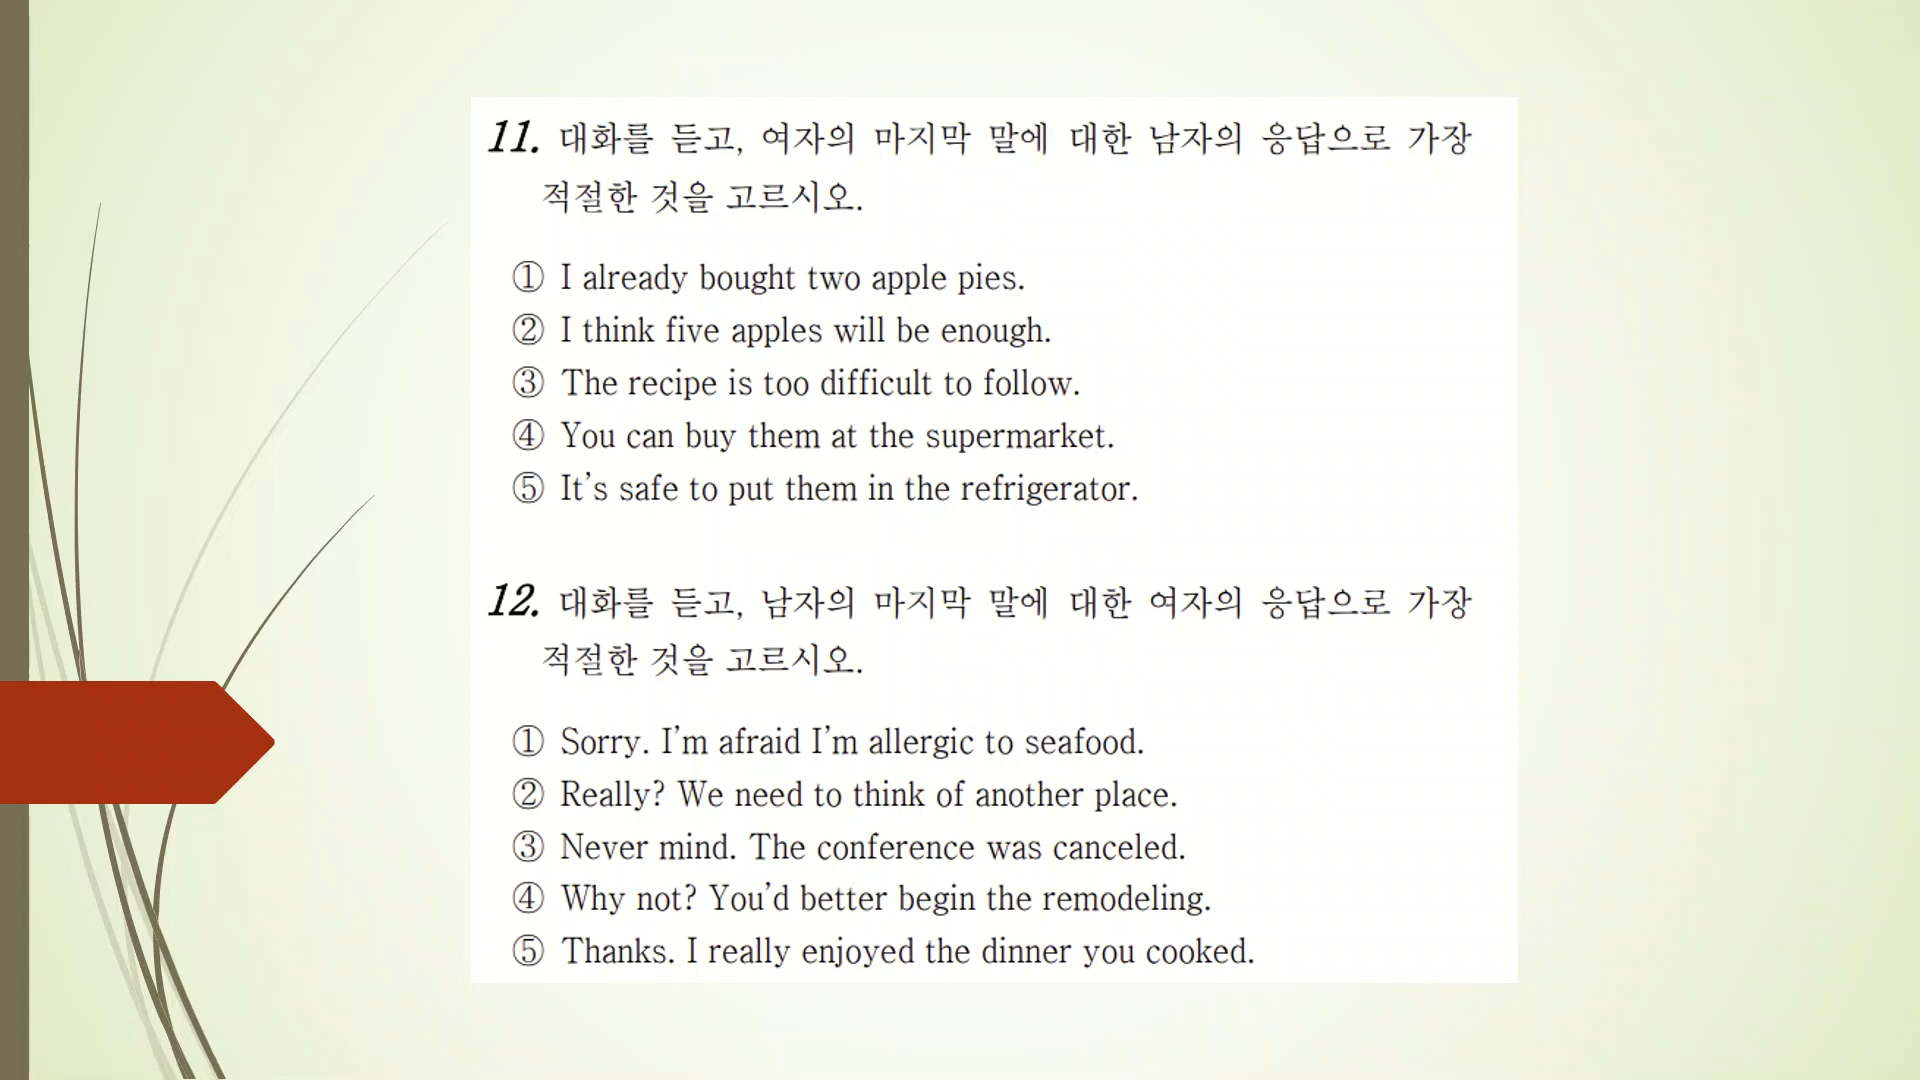 11. 대화를 듣고, 여자의 마지막 말에 대한 남자의 응답으로 가장
적절한 것을 고르시오.
① I already bought two apple pies.
② I think five apples will be enough.
③ The recipe is too difficult to follow.
④ You can buy them at the supermarket.
⑤ It's safe to put them in the refrigerator.
12. 대화를 듣고, 남자의 마지막 말에 대한 여자의 응답으로 가장
적절한 것을 고르시오.
① Sorry. I'm afraid I'm allergic to seafood.
② Really? We need to think of another place.
③ Never mind. The conference was canceled.
④ Why not? You'd better begin the remodeling.
⑤ Thanks. I really enjoyed the dinner you cooked.